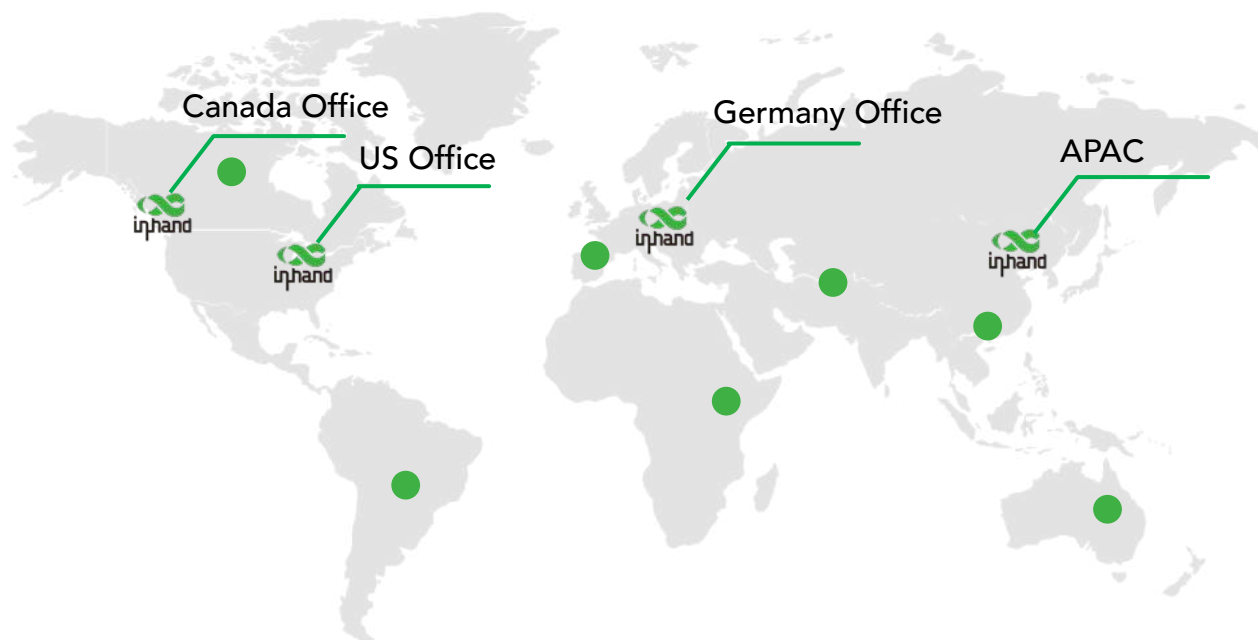 Canada Office
US Office
Germany Office
APAC
inhand
inhand
inhand
inhand